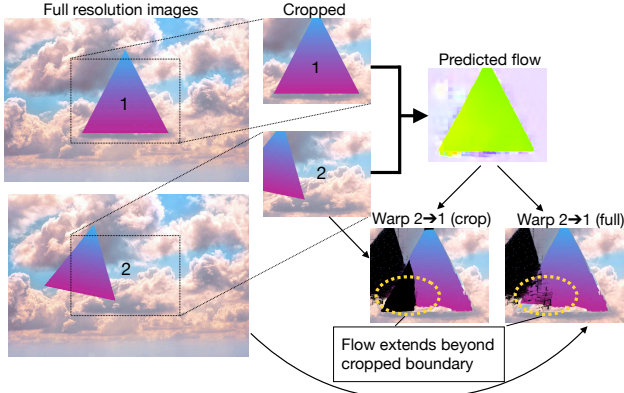 Full resolution images
Cropped
1
1
Predicted flow
2
2
Warp 2➔1 (crop)
Warp 2➔1 (full)
Flow extends beyond
cropped boundary